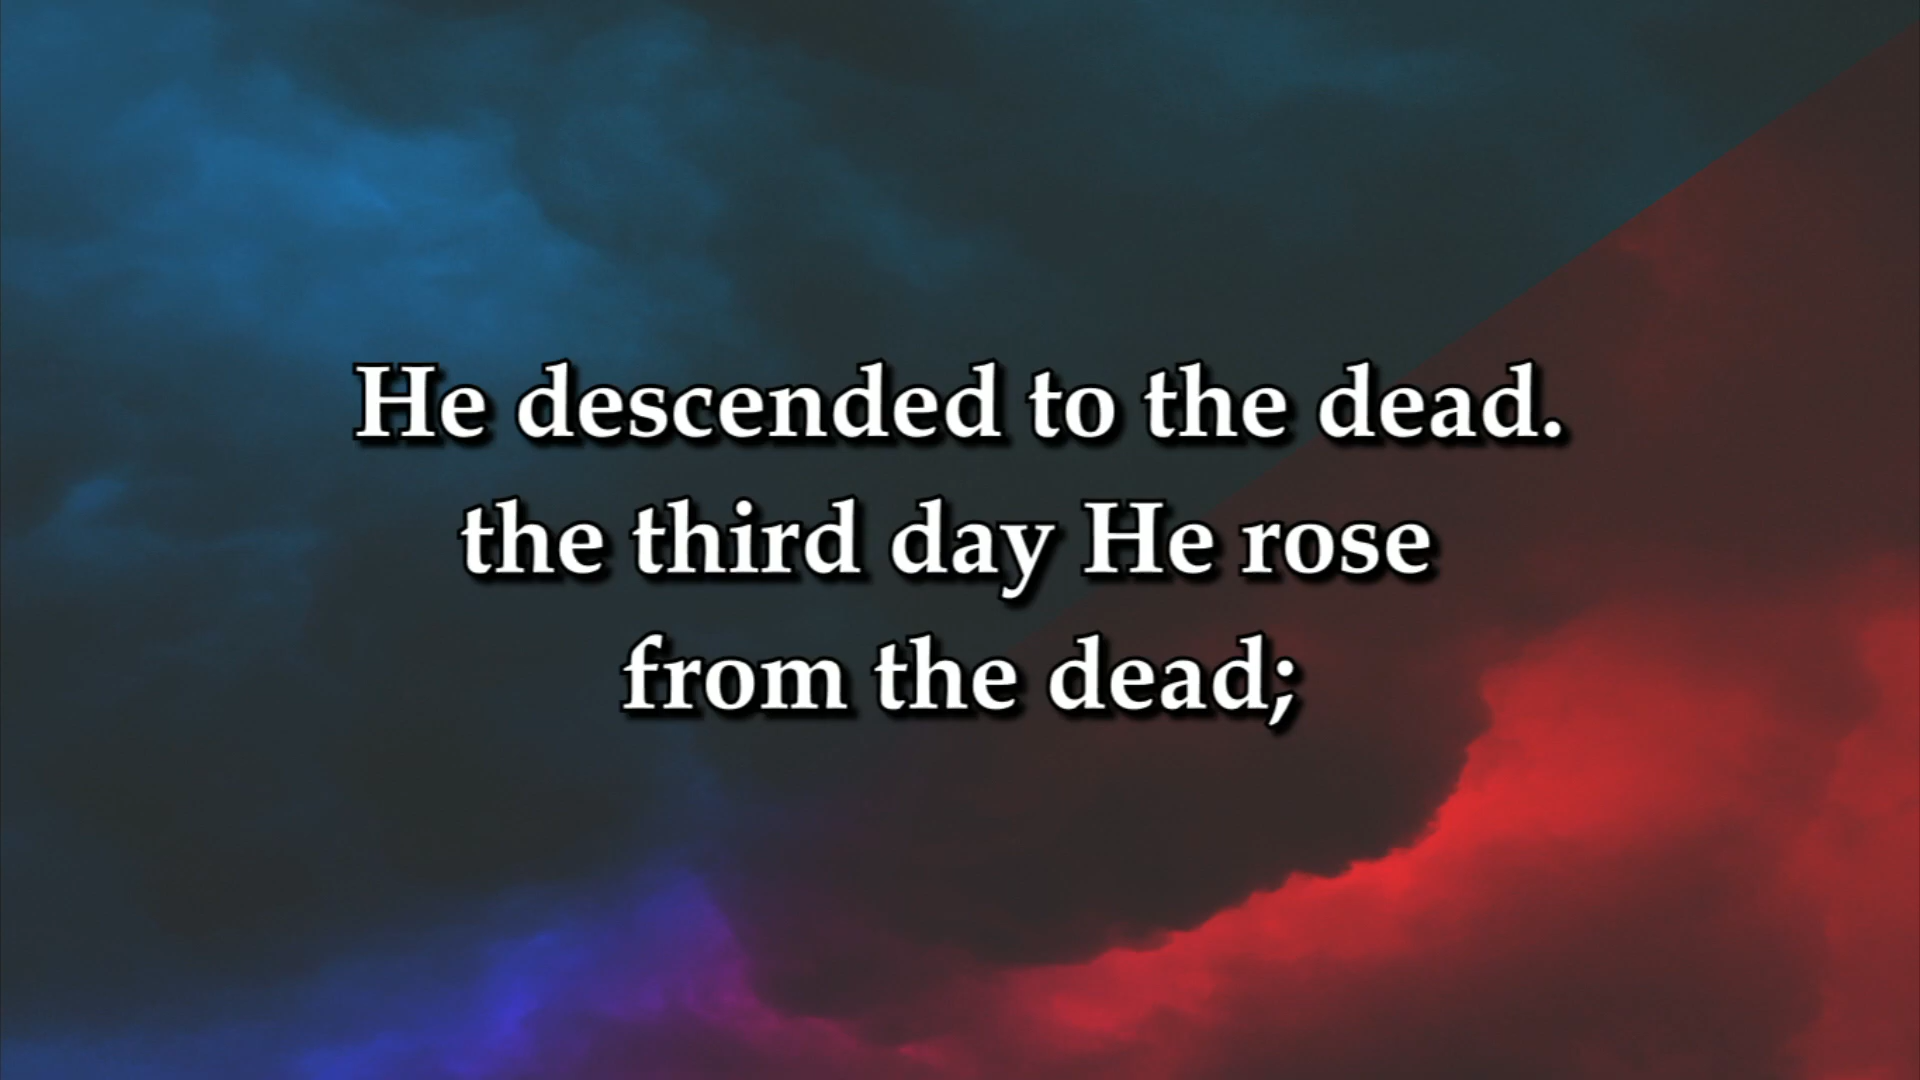 He descended to the dead.
the third day He rose
from the dead;